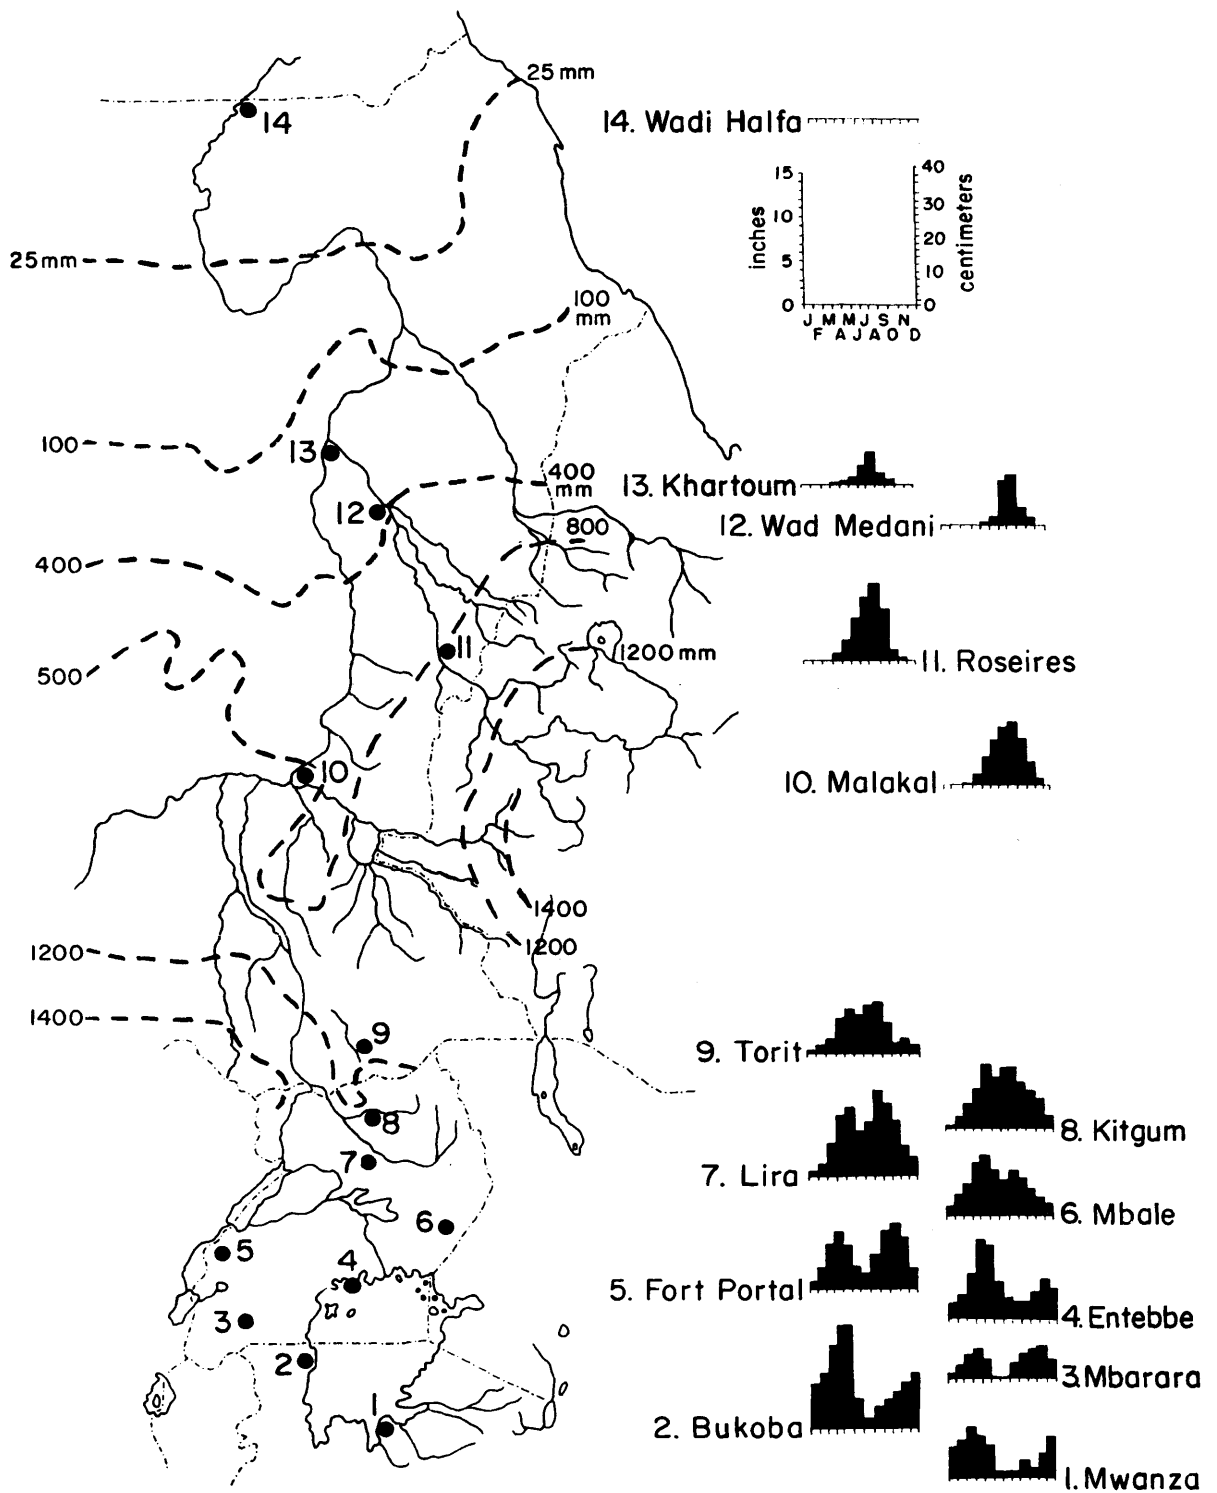 25 mm
14
14. Wadi Halfa
15
10
5
0
inches
40
30
20
10
0
centimeters
J M M J S N
F A J A O D
25mm
100
mm
100
13
400
mm
13. Khartoum
12
12. Wad Medani
800
400
11
1200 mm
11. Roseires
500
10
10. Malakal
1400
1200
1200
1400
9
9. Torit
8
8. Kitgum
7
7. Lira
6
6. Mbale
5
4
5. Fort Portal
4. Entebbe
3
3. Mbarara
2
1
2. Bukoba
1. Mwanza